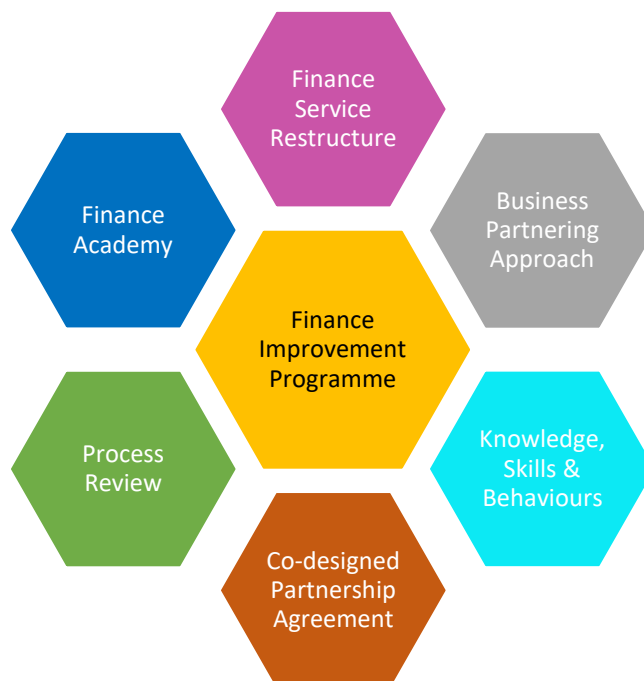 Finance
Service
Restructure
Finance
Academy
Business
Partnering
Approach
Finance
Improvement
Programme
Process
Review
Knowledge,
Skills &
Behaviours
Co-designed
Partnership
Agreement